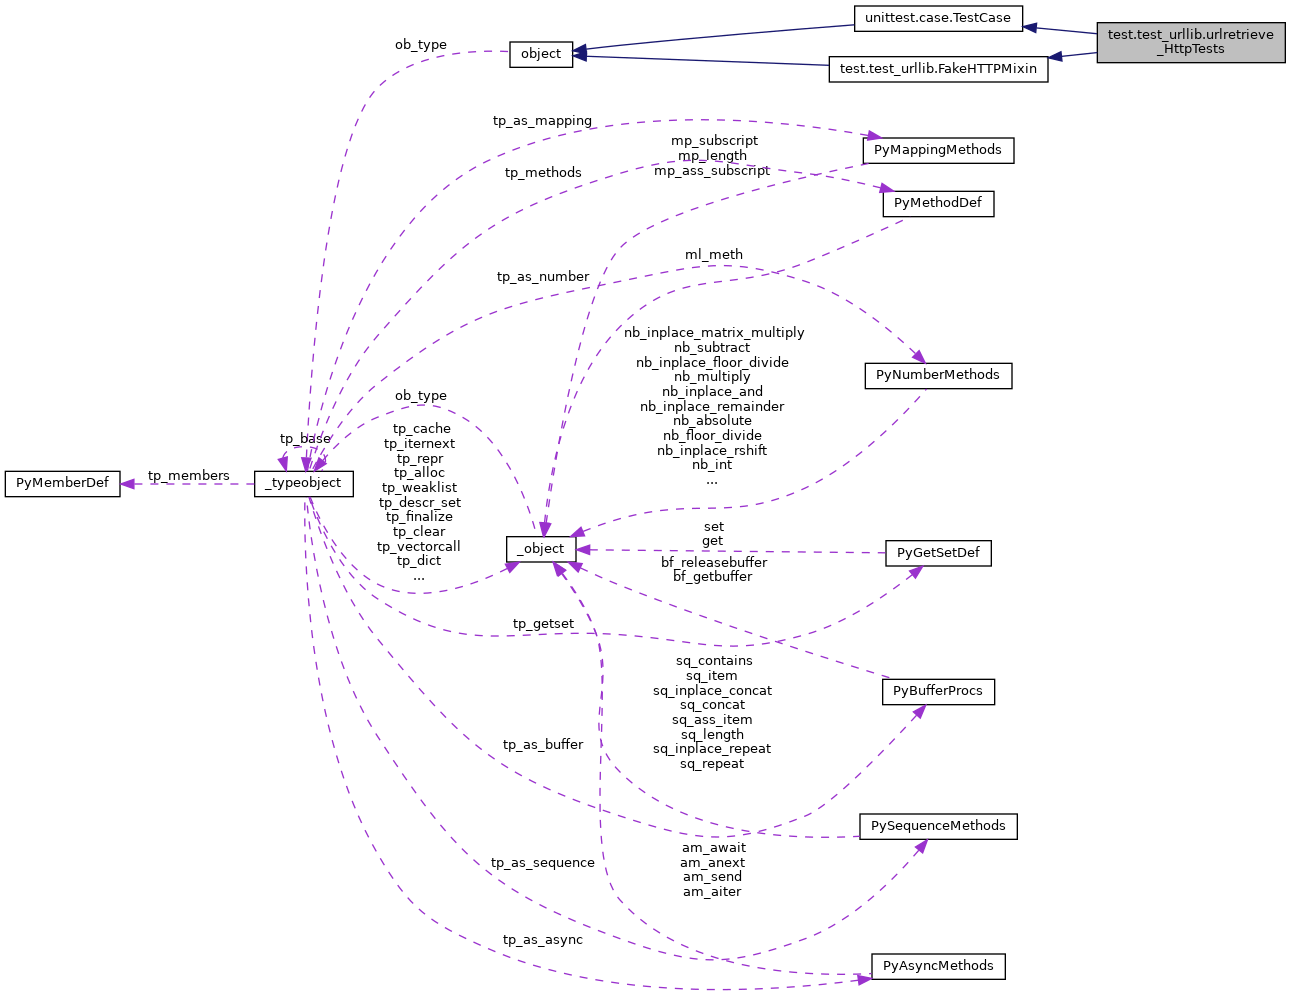 unittest.case.TestCase
test.test_urllib.urlretrieve
_HttpTests
ob_type
object
test.test_urllib.FakeHTTPMixin
tp_as_mapping
mp_subscript
mp_length
mp_ass_subscript
PyMappingMethods
tp_methods
PyMethodDef
ml_meth
tp_as_number
nb_inplace_matrix_multiply
nb_subtract
nb_inplace_floor_divide
nb_multiply
nb_inplace_and
nb_inplace_remainder
nb_absolute
nb_floor_divide
nb_inplace_rshift
nb_int
...
PyNumberMethods
ob_type
tp_base
tp_cache
tp_iternext
tp_repr
tp_alloc
tp_weaklist
tp_descr_set
tp_finalize
tp_clear
tp_vectorcall
tp_dict
...
PyMemberDef
tp_members
_typeobject
_object
set
get
PyGetSetDef
bf_releasebuffer
bf_getbuffer
tp_getset
sq_contains
sq_item
sq_inplace_concat
sq_concat
sq_ass_item
sq_length
sq_inplace_repeat
sq_repeat
PyBufferProcs
tp_as_buffer
PySequenceMethods
am_await
am_anext
am_send
am_aiter
tp_as_sequence
tp_as_async
PyAsyncMethods